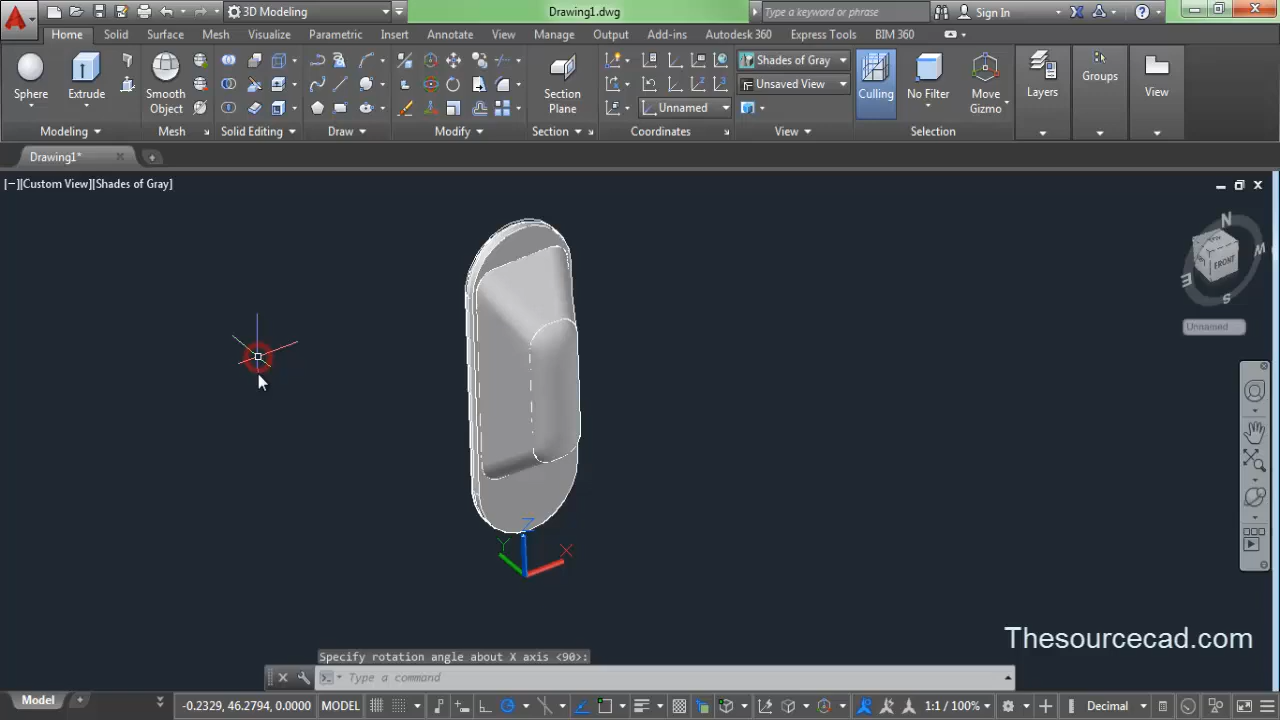 3D Modeling
Drawing1.dwg
Type a keyword or phrase
Sign In
Home Solid Surface Mesh Visualize Parametric Insert Annotate View Manage Output Add-ins Autodesk 360 Express Tools BIM 360
Sphere
Extrude
Smooth
Object
Section
Plane
Unnamed
Shades of Gray
Unsaved View
Culling
No Filter
Move
Gizmo
Layers
Groups
View
Modeling
Mesh
Solid Editing
Draw
Modify
Section
Coordinates
View
Selection
Drawing1*
[−][Custom View][Shades of Gray]
N
W
E
S
FRONT
Unnamed
Z
Y
X
Thesourcecad.com
Specify rotation angle about X axis <90>:
Type a command
Model
-0.2329, 46.2794, 0.0000
MODEL
1:1 / 100%
Decimal